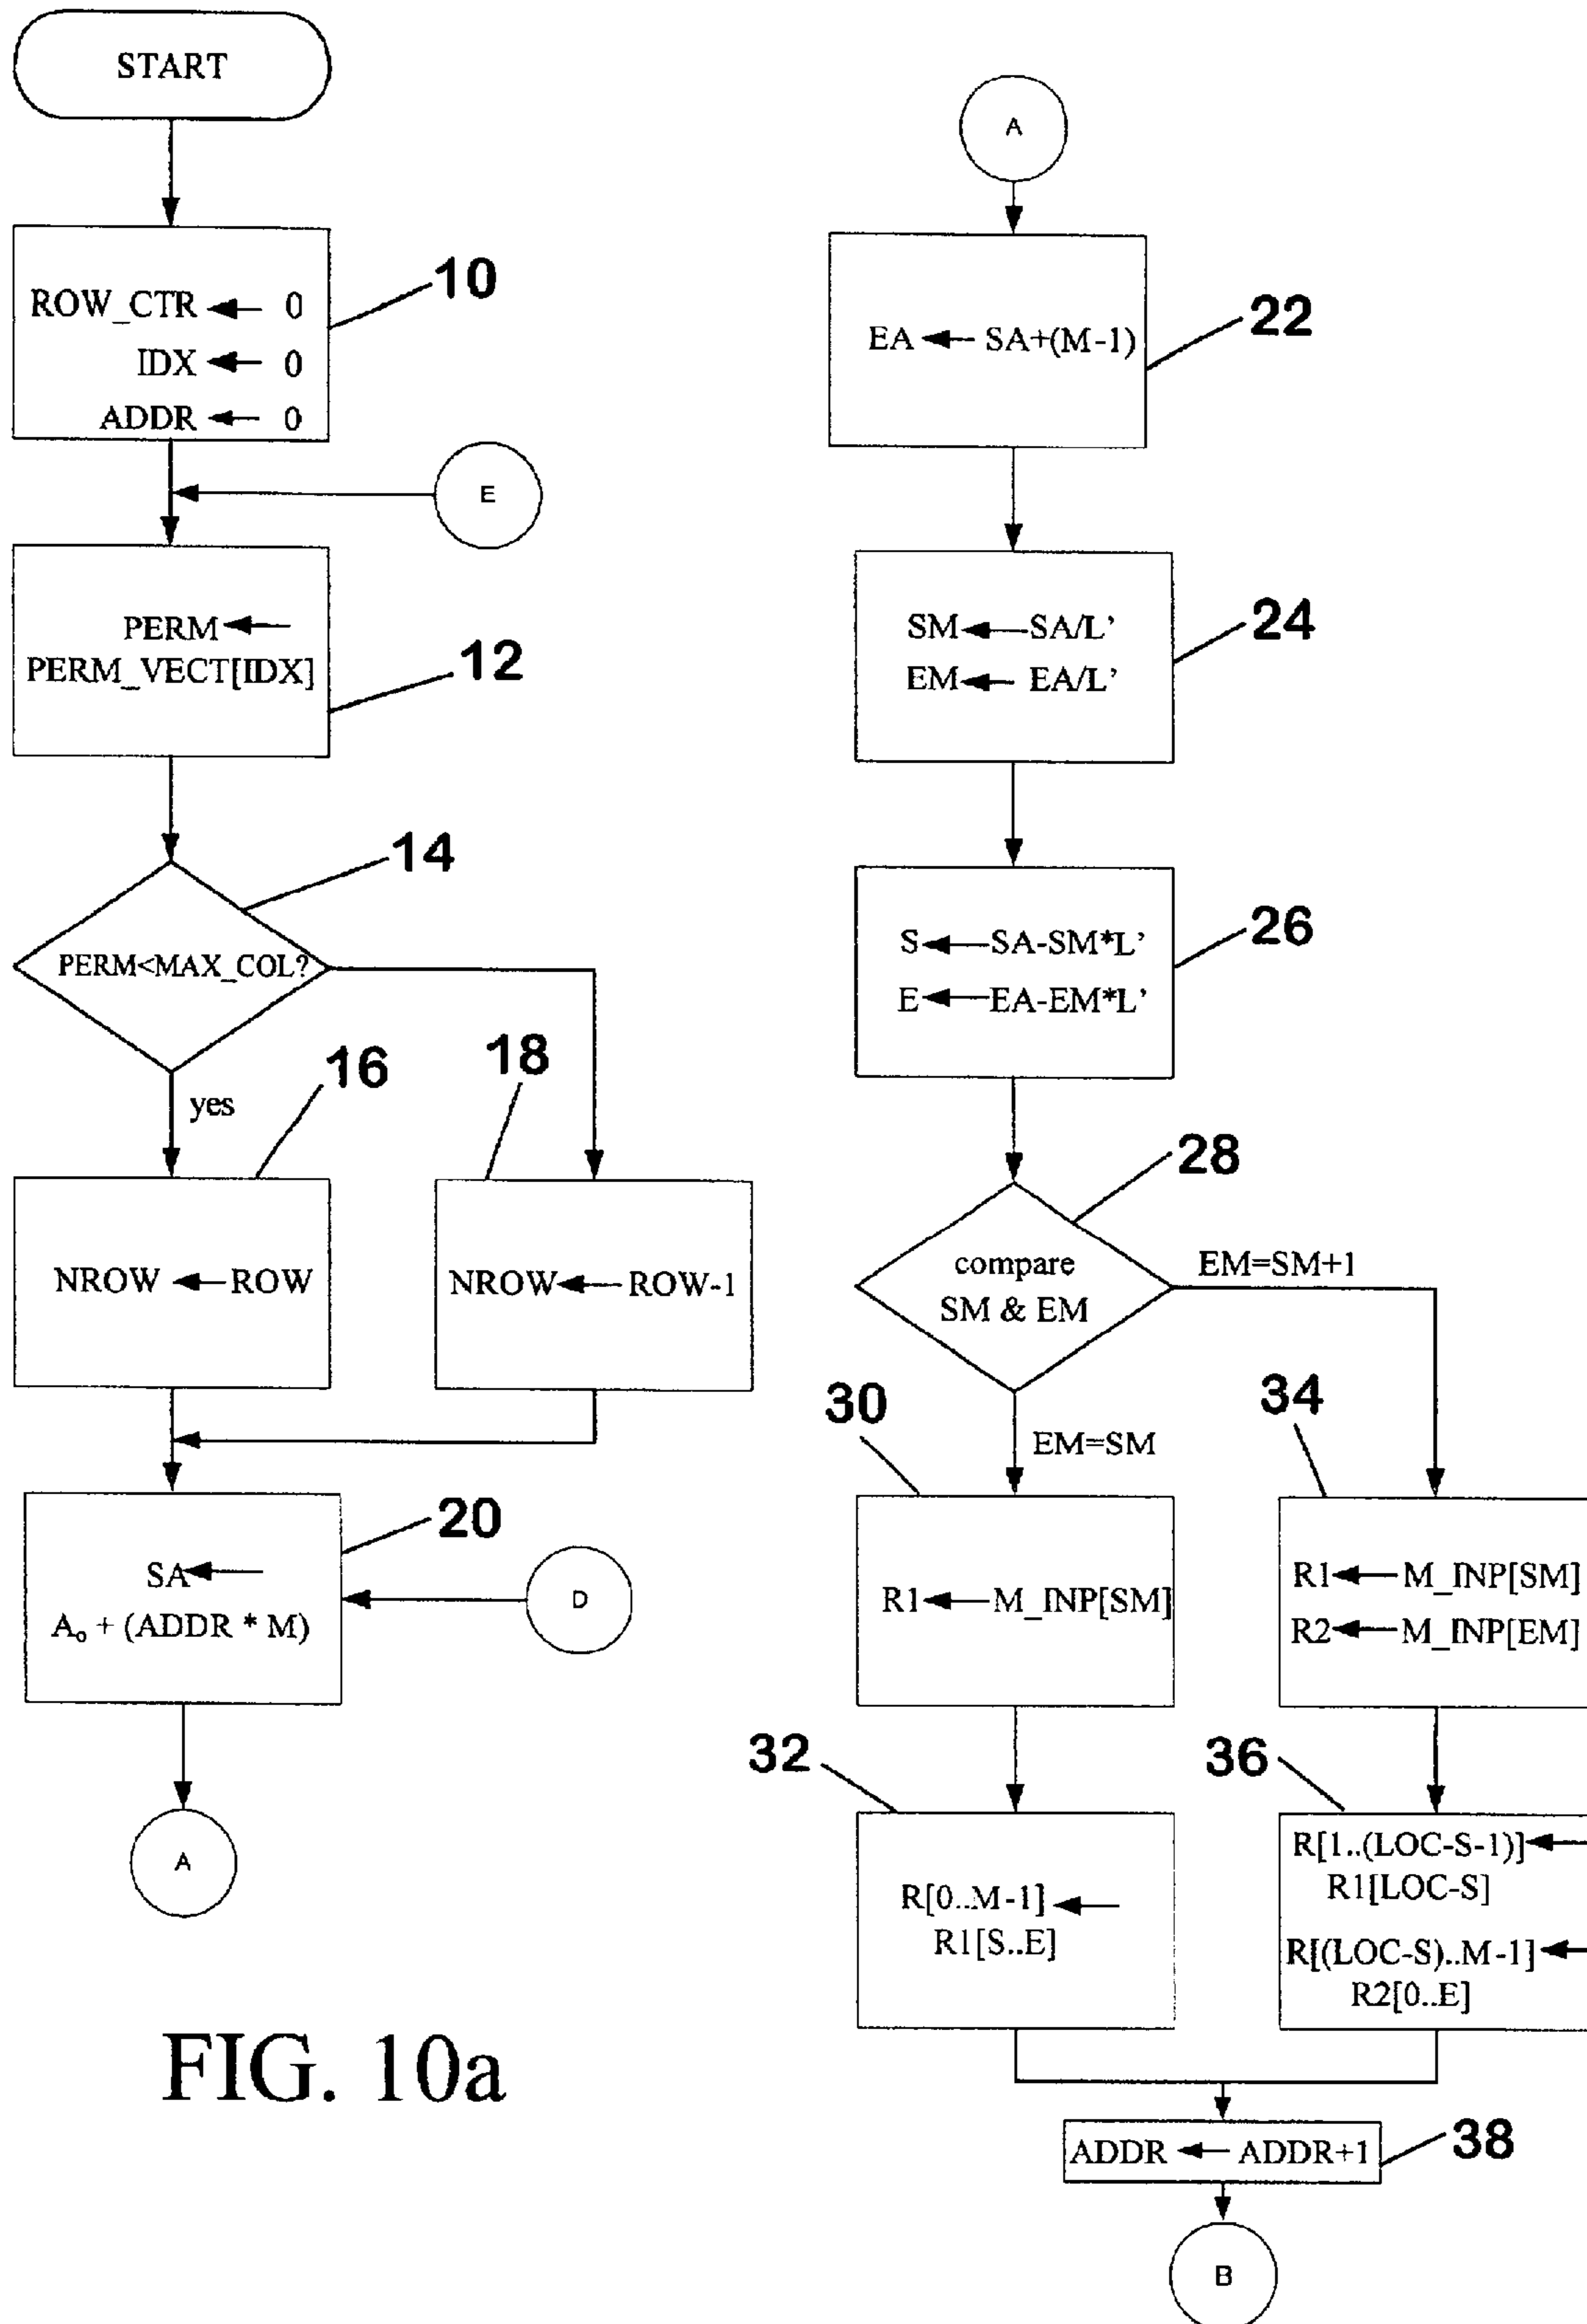 START
ROW_CTR ← 0
IDX ← 0
ADDR ← 0
10
E
PERM ←
PERM_VECT[IDX]
12
14
PERM<MAX_COL?
yes
16
18
NROW ← ROW
NROW ← ROW-1
20
SA ←
A₀ + (ADDR * M)
D
A
FIG. 10a
A
EA ← SA+(M-1)
22
SM ← SA/L'
EM ← EA/L'
24
S ← SA-SM*L'
E ← EA-EM*L'
26
28
compare
SM & EM
EM=SM+1
EM=SM
30
34
R1 ← M_INP[SM]
R1 ← M_INP[SM]
R2 ← M_INP[EM]
32
36
R[0..M-1] ←
R1[S..E]
R[1..(LOC-S-1)] ←
R1[LOC-S]
R[(LOC-S)..M-1] ←
R2[0..E]
ADDR ← ADDR+1
38
B